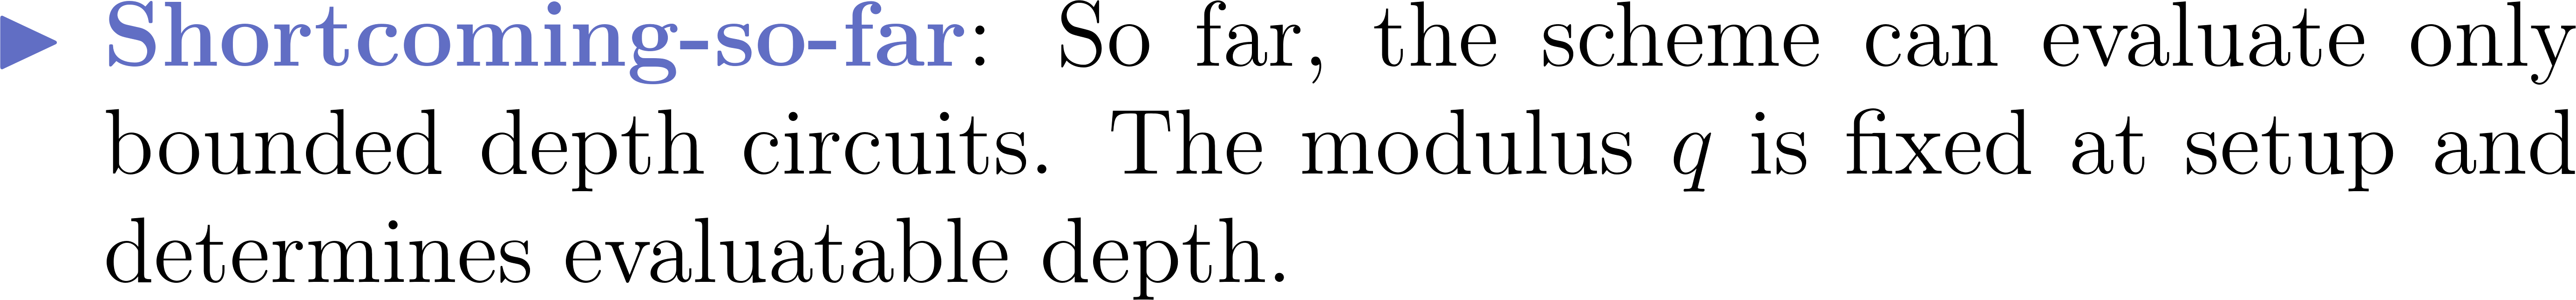 ▶ Shortcoming-so-far: So far, the scheme can evaluate only
bounded depth circuits. The modulus q is fixed at setup and
determines evaluatable depth.